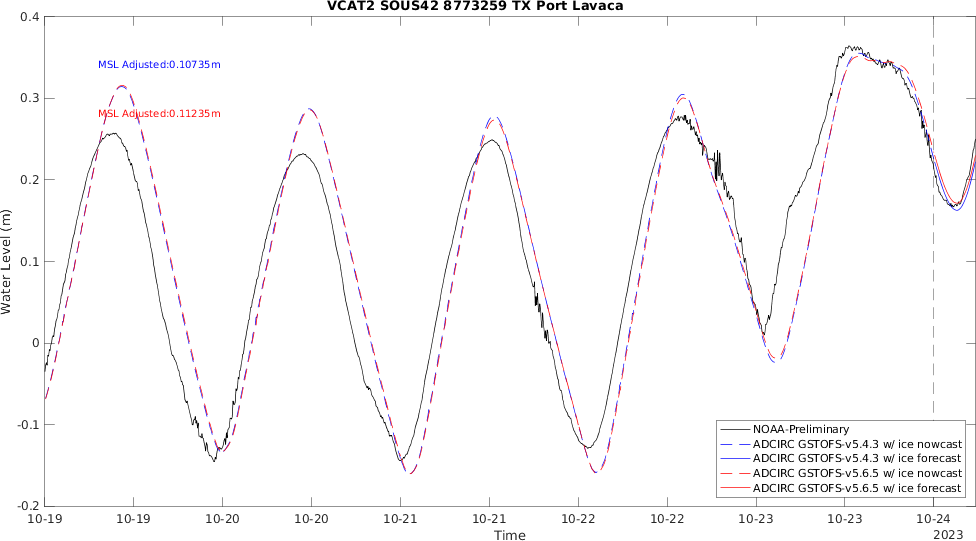 VCAT2 SOUS42 8773259 TX Port Lavaca
0.4
MSL Adjusted:0.10735m
0.3
MSL Adjusted:0.11235m
0.2
Water Level (m)
0.1
0
-0.1
NOAA-Preliminary
ADCIRC GSTOFS-v5.4.3 w/ ice nowcast
ADCIRC GSTOFS-v5.4.3 w/ ice forecast
ADCIRC GSTOFS-v5.6.5 w/ ice nowcast
ADCIRC GSTOFS-v5.6.5 w/ ice forecast
-0.2
10-19 10-19 10-20 10-20 10-21 10-21 10-22 10-22 10-23 10-23 10-24
Time 2023